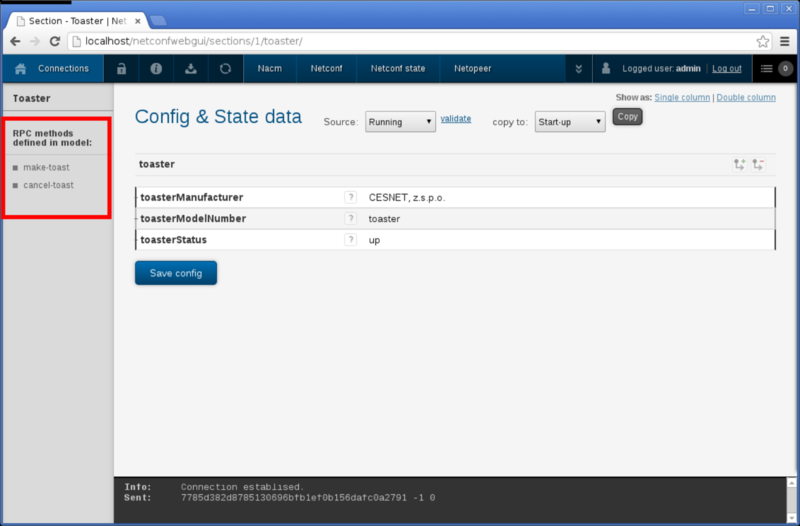 Section - Toaster | Net
localhost/netconfwebgui/sections/1/toaster/
Connections
Nacm
Netconf
Netconf state
Netopeer
Logged user: admin
Log out
0
Toaster
RPC methods
defined in model:
make-toast
cancel-toast
Show as: Single column | Double column
Config & State data
Source:
Running
validate
copy to:
Start-up
Copy
toaster
toasterManufacturer ? CESNET, z.s.p.o.
toasterModelNumber ? toaster
toasterStatus ? up
Save config
Info: Connection establised.
Sent: 7785d382d8785130696bfb1ef0b156dafc0a2791 -1 0